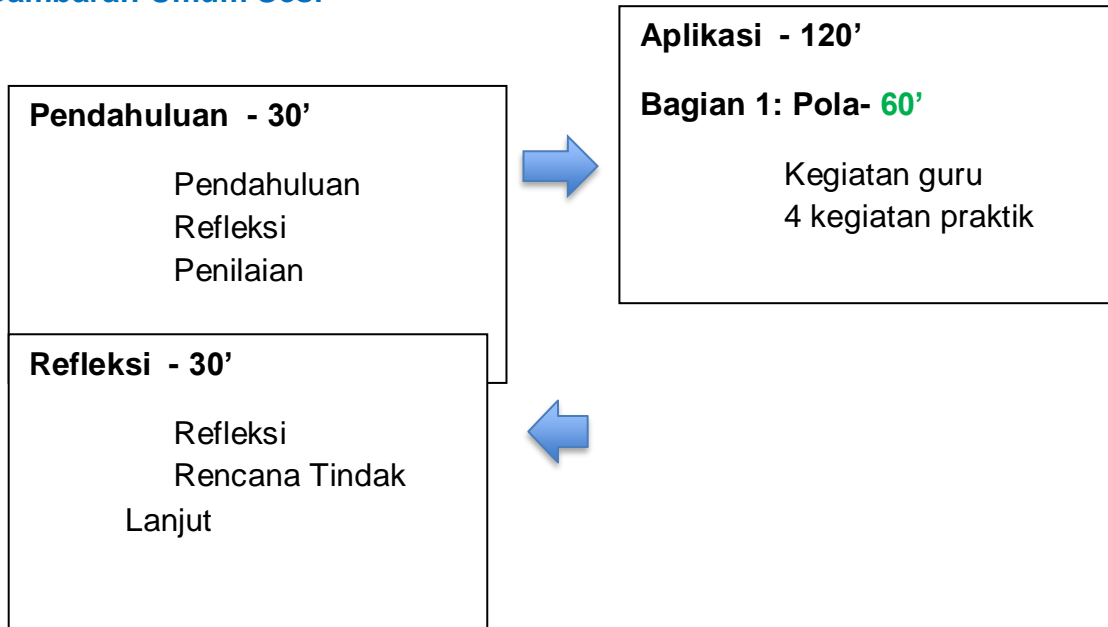 Pendahuluan - 30’
Pendahuluan
Refleksi
Penilaian
Aplikasi - 120’
Bagian 1: Pola- 60’
Kegiatan guru
4 kegiatan praktik
Refleksi - 30’
Refleksi
Rencana Tindak
Lanjut